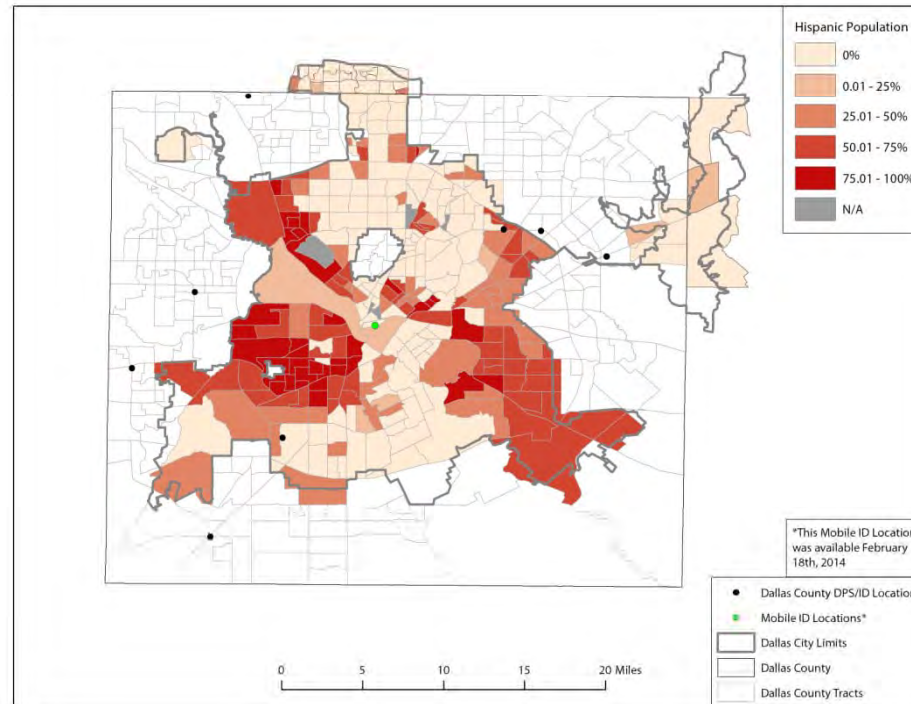 Hispanic Population
0%
0.01 - 25%
25.01 - 50%
50.01 - 75%
75.01 - 100%
N/A
*This Mobile ID Location
was available February
18th, 2014
Dallas County DPS/ID Location
Mobile ID Locations*
Dallas City Limits
Dallas County
Dallas County Tracts
0 5 10 15 20 Miles